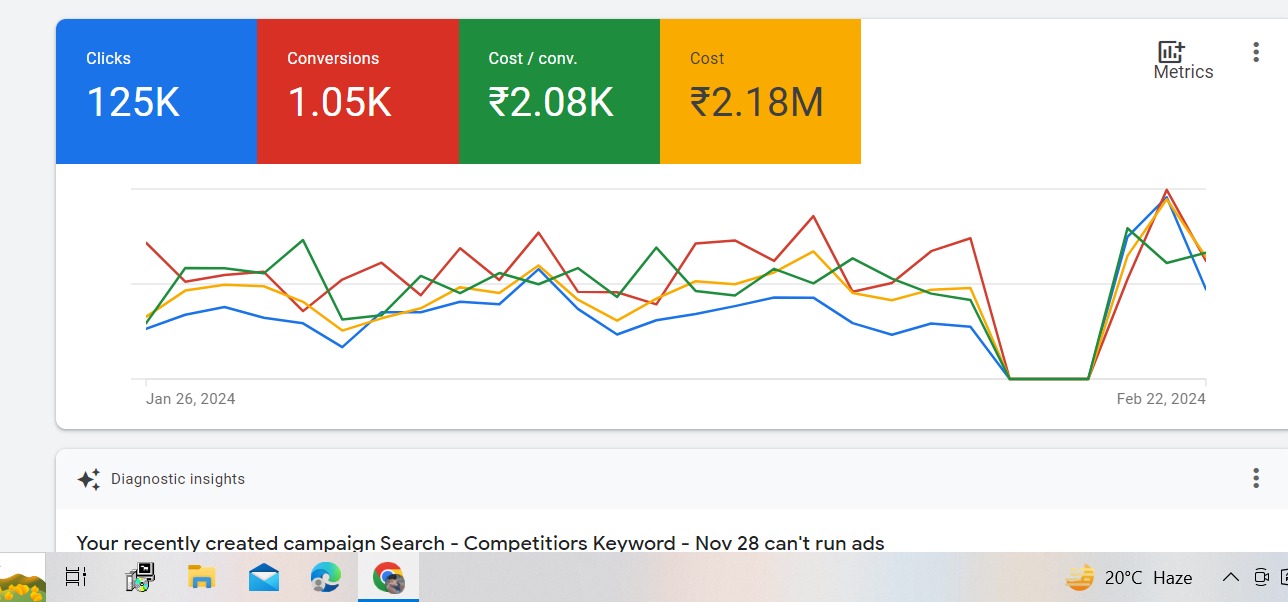 Clicks
125K
Conversions
1.05K
Cost / conv.
₹2.08K
Cost
₹2.18M
Metrics
Jan 26, 2024
Feb 22, 2024
Diagnostic insights
Your recently created campaign Search - Competitiors Keyword - Nov 28 can't run ads
20°C Haze